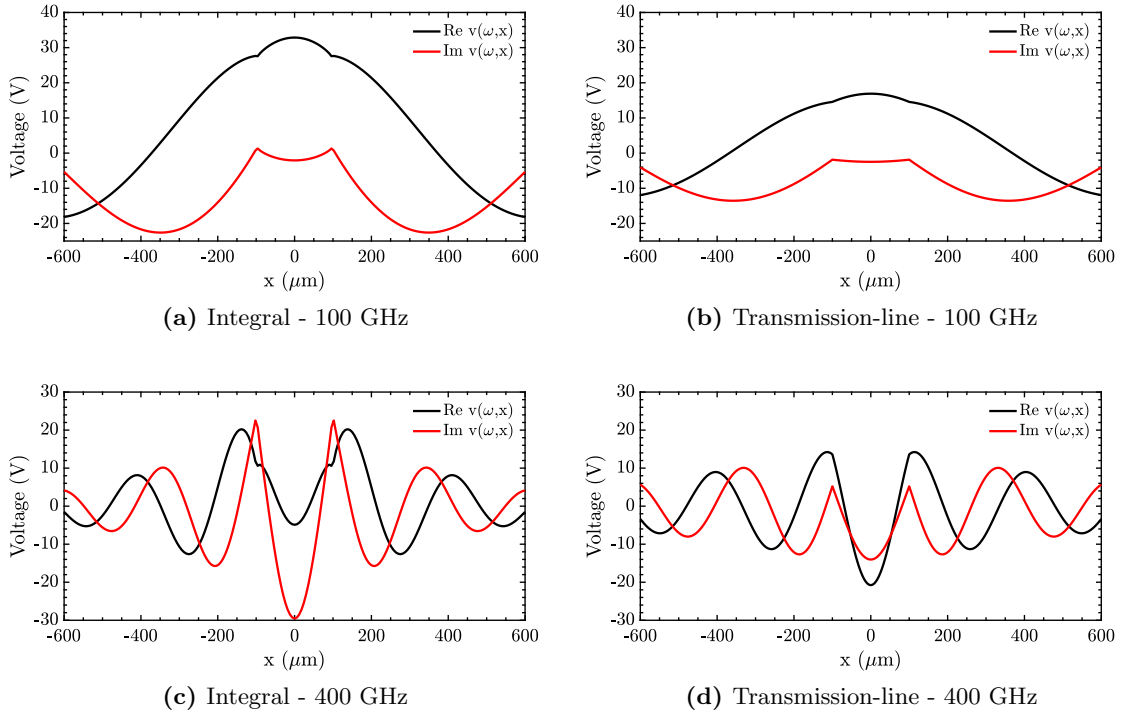 40
30
20
10
0
-10
-20
Voltage (V)
Re v(ω,x)
Im v(ω,x)
-600 -400 -200 0 200 400 600
x (μm)
(a) Integral - 100 GHz
40
30
20
10
0
-10
-20
Voltage (V)
Re v(ω,x)
Im v(ω,x)
-600 -400 -200 0 200 400 600
x (μm)
(b) Transmission-line - 100 GHz
30
20
10
0
-10
-20
-30
Voltage (V)
Re v(ω,x)
Im v(ω,x)
-600 -400 -200 0 200 400 600
x (μm)
(c) Integral - 400 GHz
30
20
10
0
-10
-20
-30
Voltage (V)
Re v(ω,x)
Im v(ω,x)
-600 -400 -200 0 200 400 600
x (μm)
(d) Transmission-line - 400 GHz